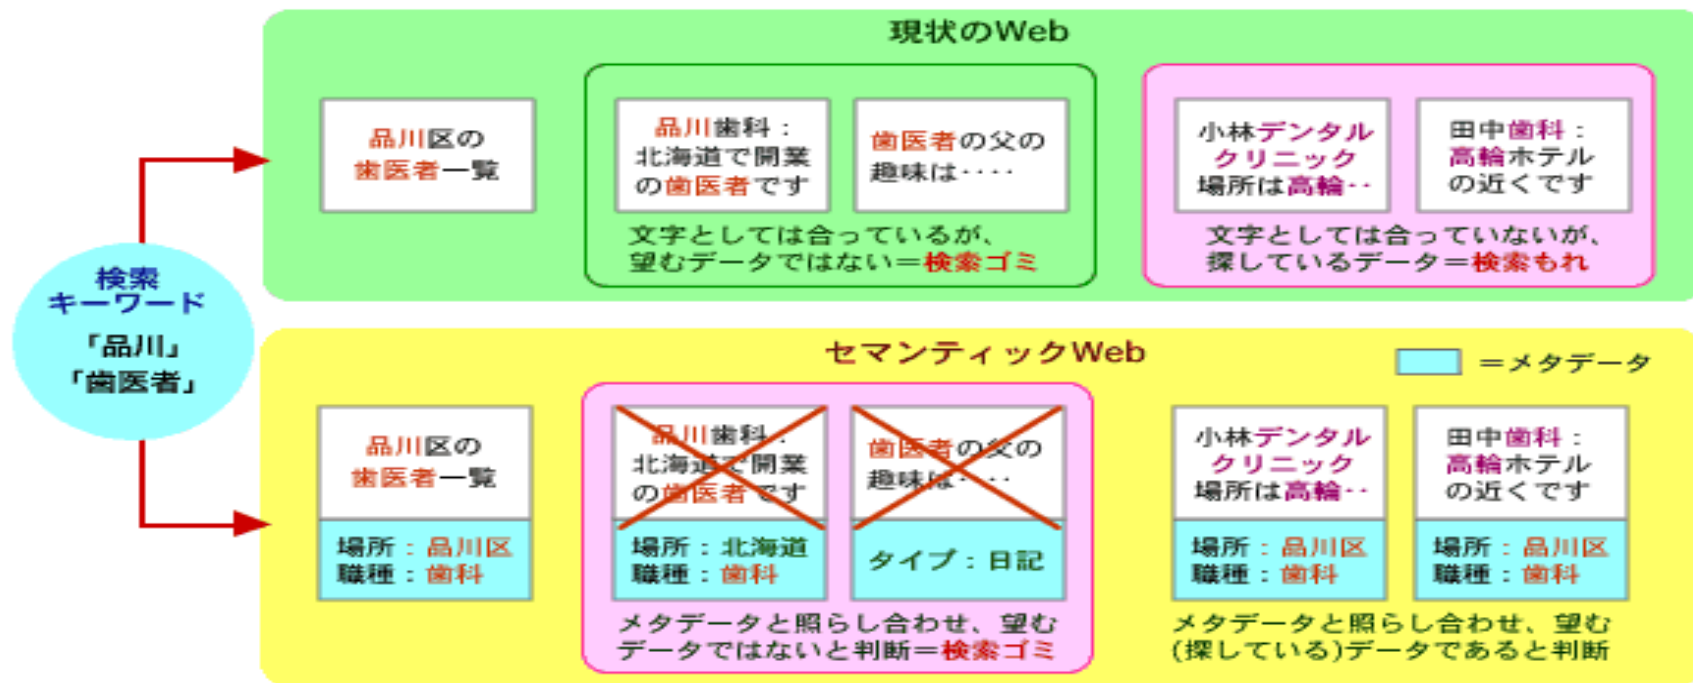 現状のWeb
品川区の
歯医者一覧
品川歯科：
北海道で開業
の歯医者です
歯医者の父の
趣味は‥‥
文字としては合っているが、
望むデータではない＝検索ゴミ
小林デンタル
クリニック
場所は高輪‥
田中歯科：
高輪ホテル
の近くです
文字としては合っていないが、
探しているデータ＝検索もれ
検索
キーワード
「品川」
「歯医者」
セマンティックWeb
＝メタデータ
品川区の
歯医者一覧
場所：品川区
職種：歯科
品川歯科：
北海道で開業
の歯医者です
場所：北海道
職種：歯科
歯医者の父の
趣味は‥‥
タイプ：日記
メタデータと照らし合わせ、望む
データではないと判断＝検索ゴミ
小林デンタル
クリニック
場所は高輪‥
場所：品川区
職種：歯科
田中歯科：
高輪ホテル
の近くです
場所：品川区
職種：歯科
メタデータと照らし合わせ、望む
(探している)データであると判断